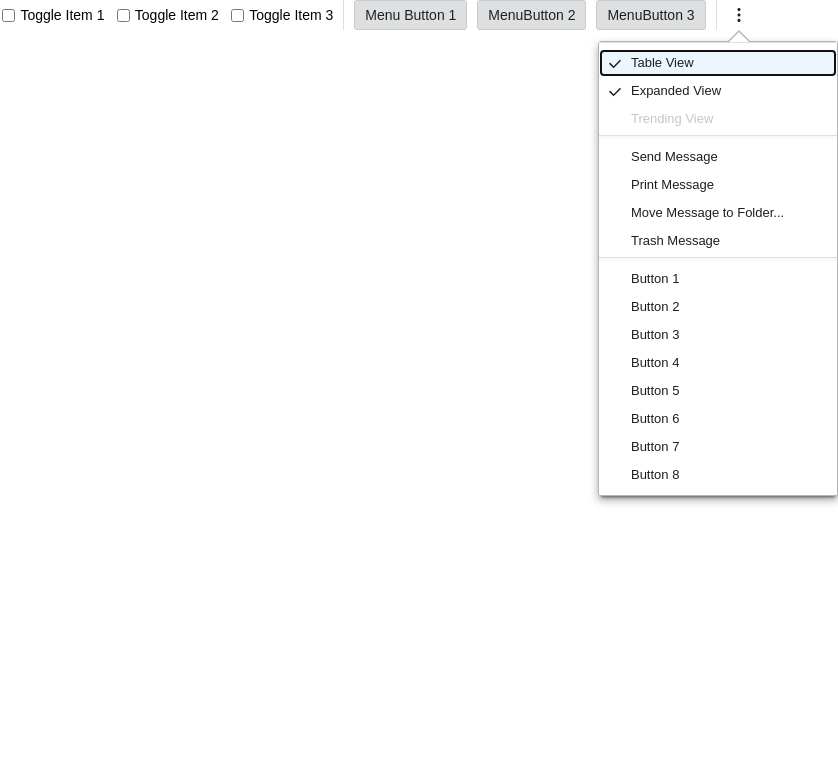 Toggle Item 1 Toggle Item 2 Toggle Item 3 Menu Button 1 MenuButton 2 MenuButton 3
Table View
Expanded View
Trending View
Send Message
Print Message
Move Message to Folder...
Trash Message
Button 1
Button 2
Button 3
Button 4
Button 5
Button 6
Button 7
Button 8